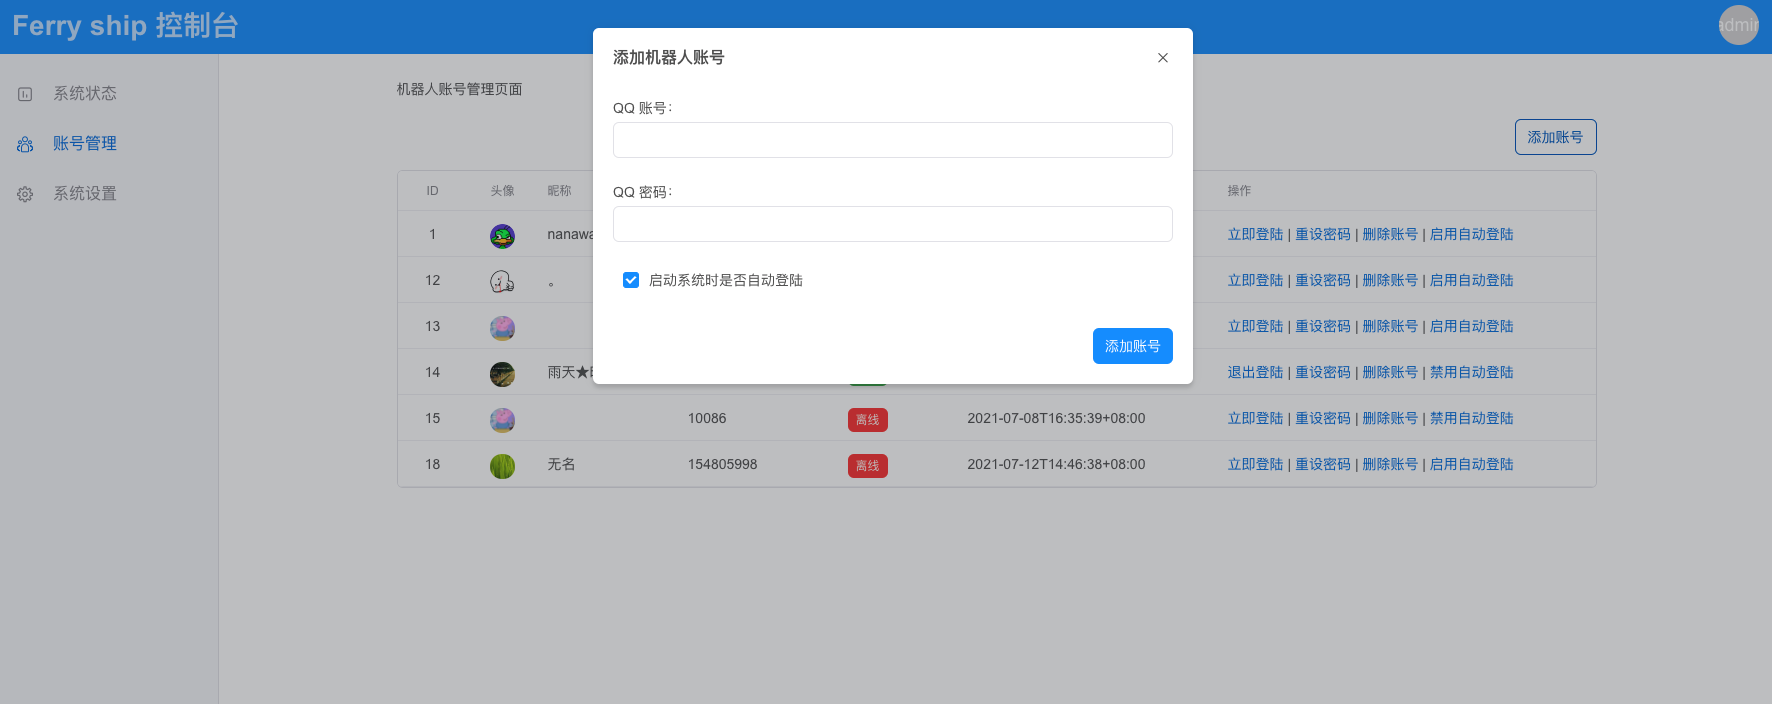 Ferry ship 控制台
admin
系统状态
账号管理
系统设置
机器人账号管理页面
添加账号
添加机器人账号
QQ 账号：
QQ 密码：
启动系统时是否自动登陆
添加账号
ID 头像 昵称 操作
1 nanawa 立即登陆 | 重设密码 | 删除账号 | 启用自动登陆
12 。 立即登陆 | 重设密码 | 删除账号 | 启用自动登陆
13 立即登陆 | 重设密码 | 删除账号 | 启用自动登陆
14 雨天★ 退出登陆 | 重设密码 | 删除账号 | 禁用自动登陆
15 10086 离线 2021-07-08T16:35:39+08:00 立即登陆 | 重设密码 | 删除账号 | 禁用自动登陆
18 无名 154805998 离线 2021-07-12T14:46:38+08:00 立即登陆 | 重设密码 | 删除账号 | 启用自动登陆